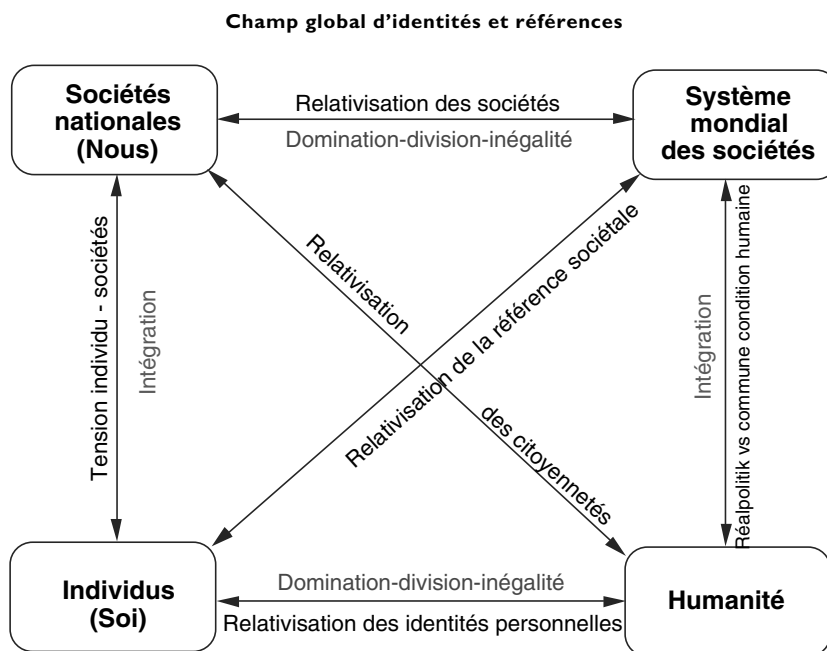 Champ global d’identités et références
Sociétés
nationales
(Nous)
Relativisation des sociétés
Domination-division-inégalité
Système
mondial
des sociétés
Tension individu - sociétés
Intégration
Relativisation
des citoyennetés
Relativisation de la référence sociétale
Intégration
Réalpolitik vs commune condition humaine
Individus
(Soi)
Domination-division-inégalité
Relativisation des identités personnelles
Humanité